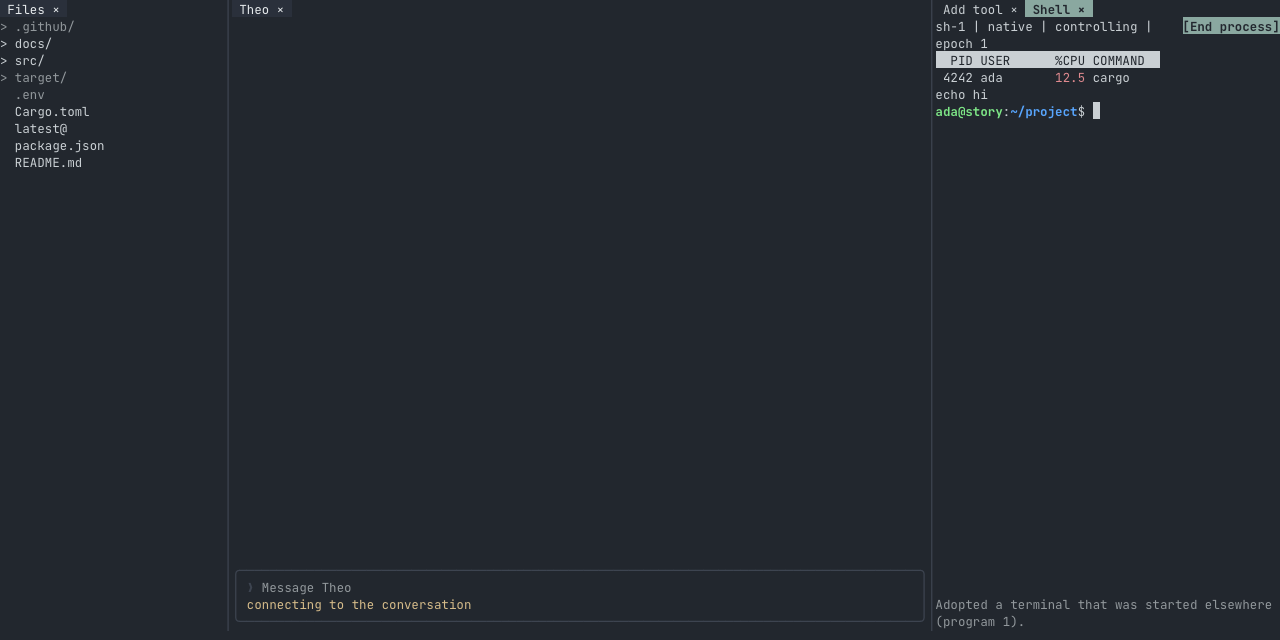 Files ×
> .github/
> docs/
> src/
> target/
.env
Cargo.toml
latest@
package.json
README.md
Theo ×
⟩ Message Theo
connecting to the conversation
Add tool × Shell ×
sh-1 | native | controlling | [End process]
epoch 1
PID USER %CPU COMMAND
4242 ada 12.5 cargo
echo hi
ada@story:~/project$
Adopted a terminal that was started elsewhere
(program 1).